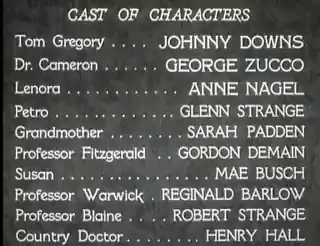 CAST OF CHARACTERS
Tom Gregory .... JOHNNY DOWNS
Dr. Cameron ...... GEORGE ZUCCO
Lenora ............ ANNE NAGEL
Petro .............. GLENN STRANGE
Grandmother ........ SARAH PADDEN
Professor Fitzgerald .. GORDON DEMAIN
Susan ................ MAE BUSCH
Professor Warwick . REGINALD BARLOW
Professor Blaine .... ROBERT STRANGE
Country Doctor........ HENRY HALL